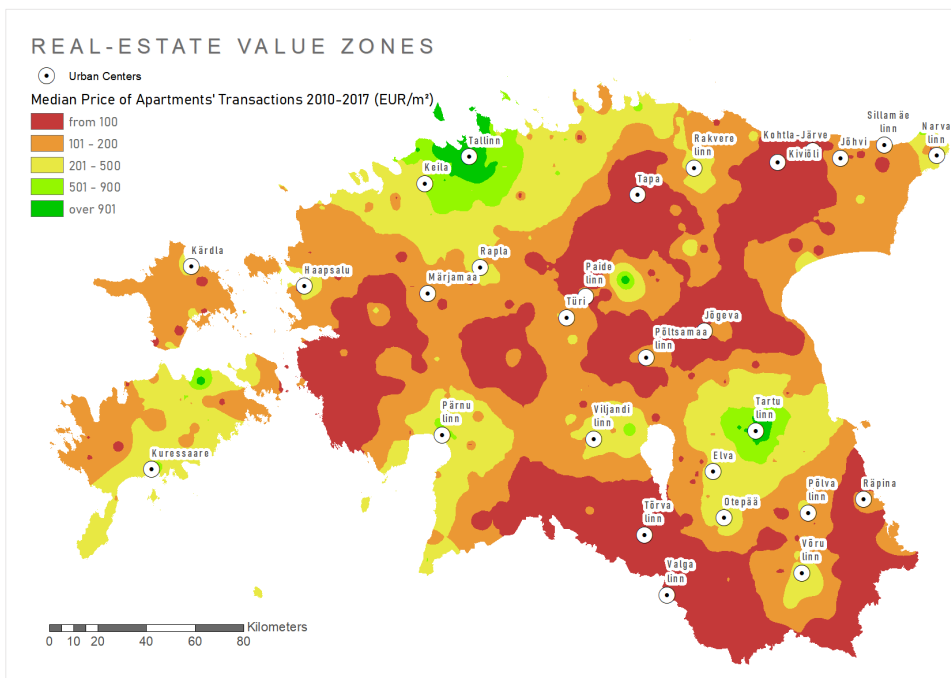 REAL-ESTATE VALUE ZONES
Urban Centers
Median Price of Apartments' Transactions 2010-2017 (EUR/m²)
from 100
101 - 200
201 - 500
501 - 900
over 901
Tallinn
Keila
Rakvere
linn
Kohtla-Järve
Kiviõli
Jõhvi
Sillamäe
linn
Narva
linn
Tapa
Kärdla
Haapsalu
Rapla
Märjamaa
Paide
linn
Türi
Jõgeva
Põltsamaa
linn
Pärnu
linn
Viljandi
linn
Tartu
linn
Kuressaare
Elva
Otepää
Põlva
linn
Räpina
Tõrva
linn
Võru
linn
Valga
linn
Kilometers
0 10 20 40 60 80